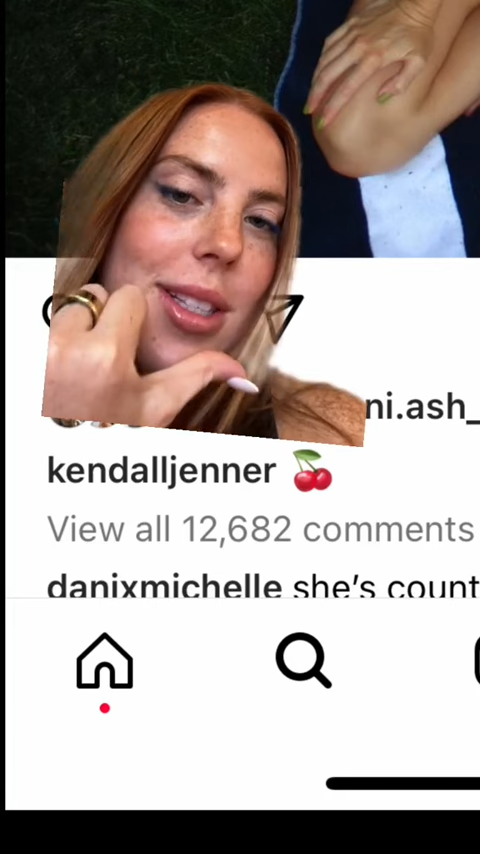 ni.ash_
kendalljenner 🍒
View all 12,682 comments
danixmichelle she's count